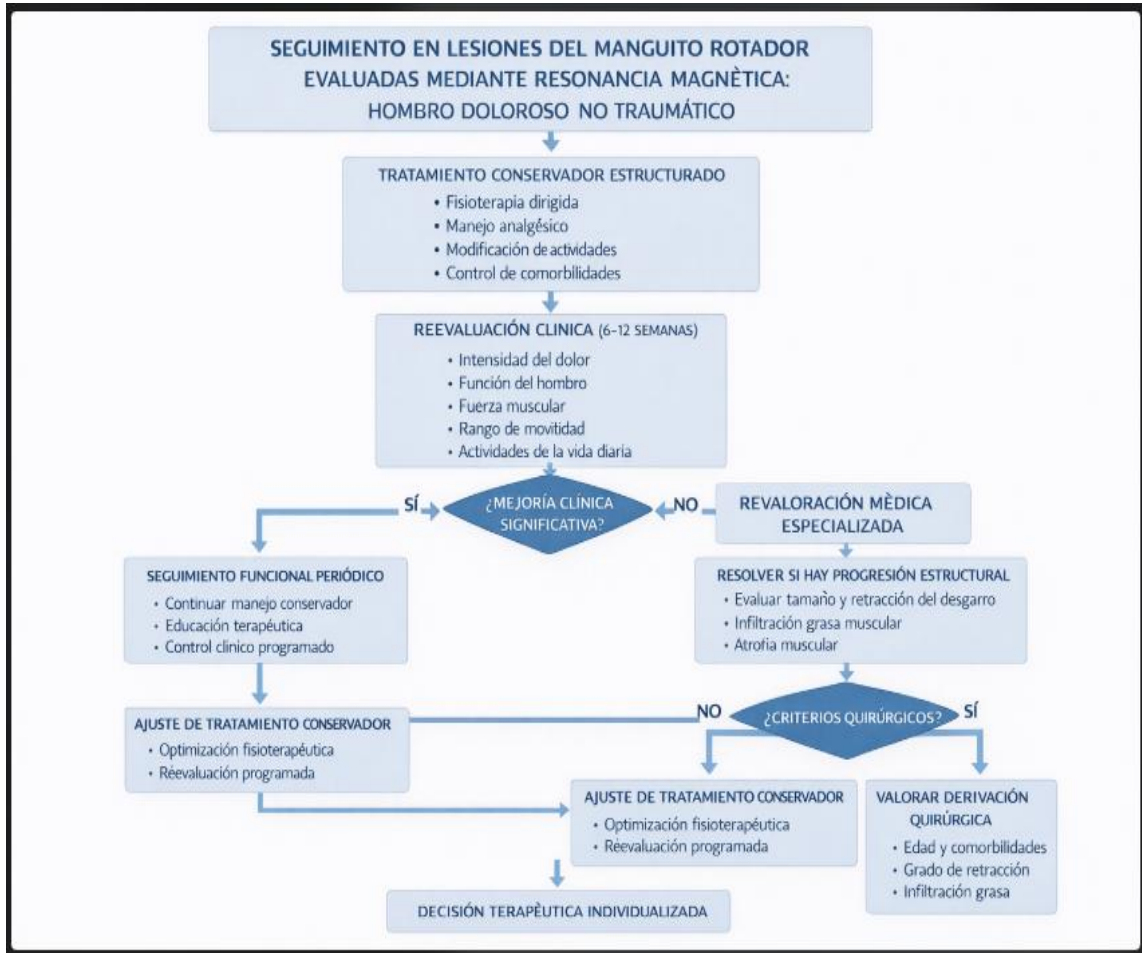 SEGUIMIENTO EN LESIONES DEL MANGUITO ROTADOR
EVALUADAS MEDIANTE RESONANCIA MAGNÈTICA:
HOMBRO DOLOROSO NO TRAUMÁTICO
TRATAMIENTO CONSERVADOR ESTRUCTURADO
• Fisioterapia dirigida
• Manejo analgésico
• Modificación de actividades
• Control de comorbilidades
REEVALUACIÓN CLINICA (6-12 SEMANAS)
• Intensidad del dolor
• Función del hombro
• Fuerza muscular
• Rango de movitidad
• Actividades de la vida diaria
¿MEJORÍA CLÍNICA
SIGNIFICATIVA?
SÍ
NO
REVALORACIÓN MÈDICA
ESPECIALIZADA
SEGUIMIENTO FUNCIONAL PERIÓDICO
• Continuar manejo conservador
• Educación terapéutica
• Control clinico programado
RESOLVER SI HAY PROGRESIÓN ESTRUCTURAL
• Evaluar tamaño y retracción del desgarro
• Infiltración grasa muscular
• Atrofia muscular
¿CRITERIOS QUIRÚRGICOS?
NO
SÍ
AJUSTE DE TRATAMIENTO CONSERVADOR
• Optimización fisioterapéutica
• Réevaluación programada
AJUSTE DE TRATAMIENTO CONSERVADOR
• Optimización fisioterapéutica
• Rèevaluación programada
VALORAR DERIVACIÓN
QUIRÚRGICA
• Edad y comorbilidades
• Grado de retracción
• Infiltración grasa
DECISIÓN TERAPÈUTICA INDIVIDUALIZADA